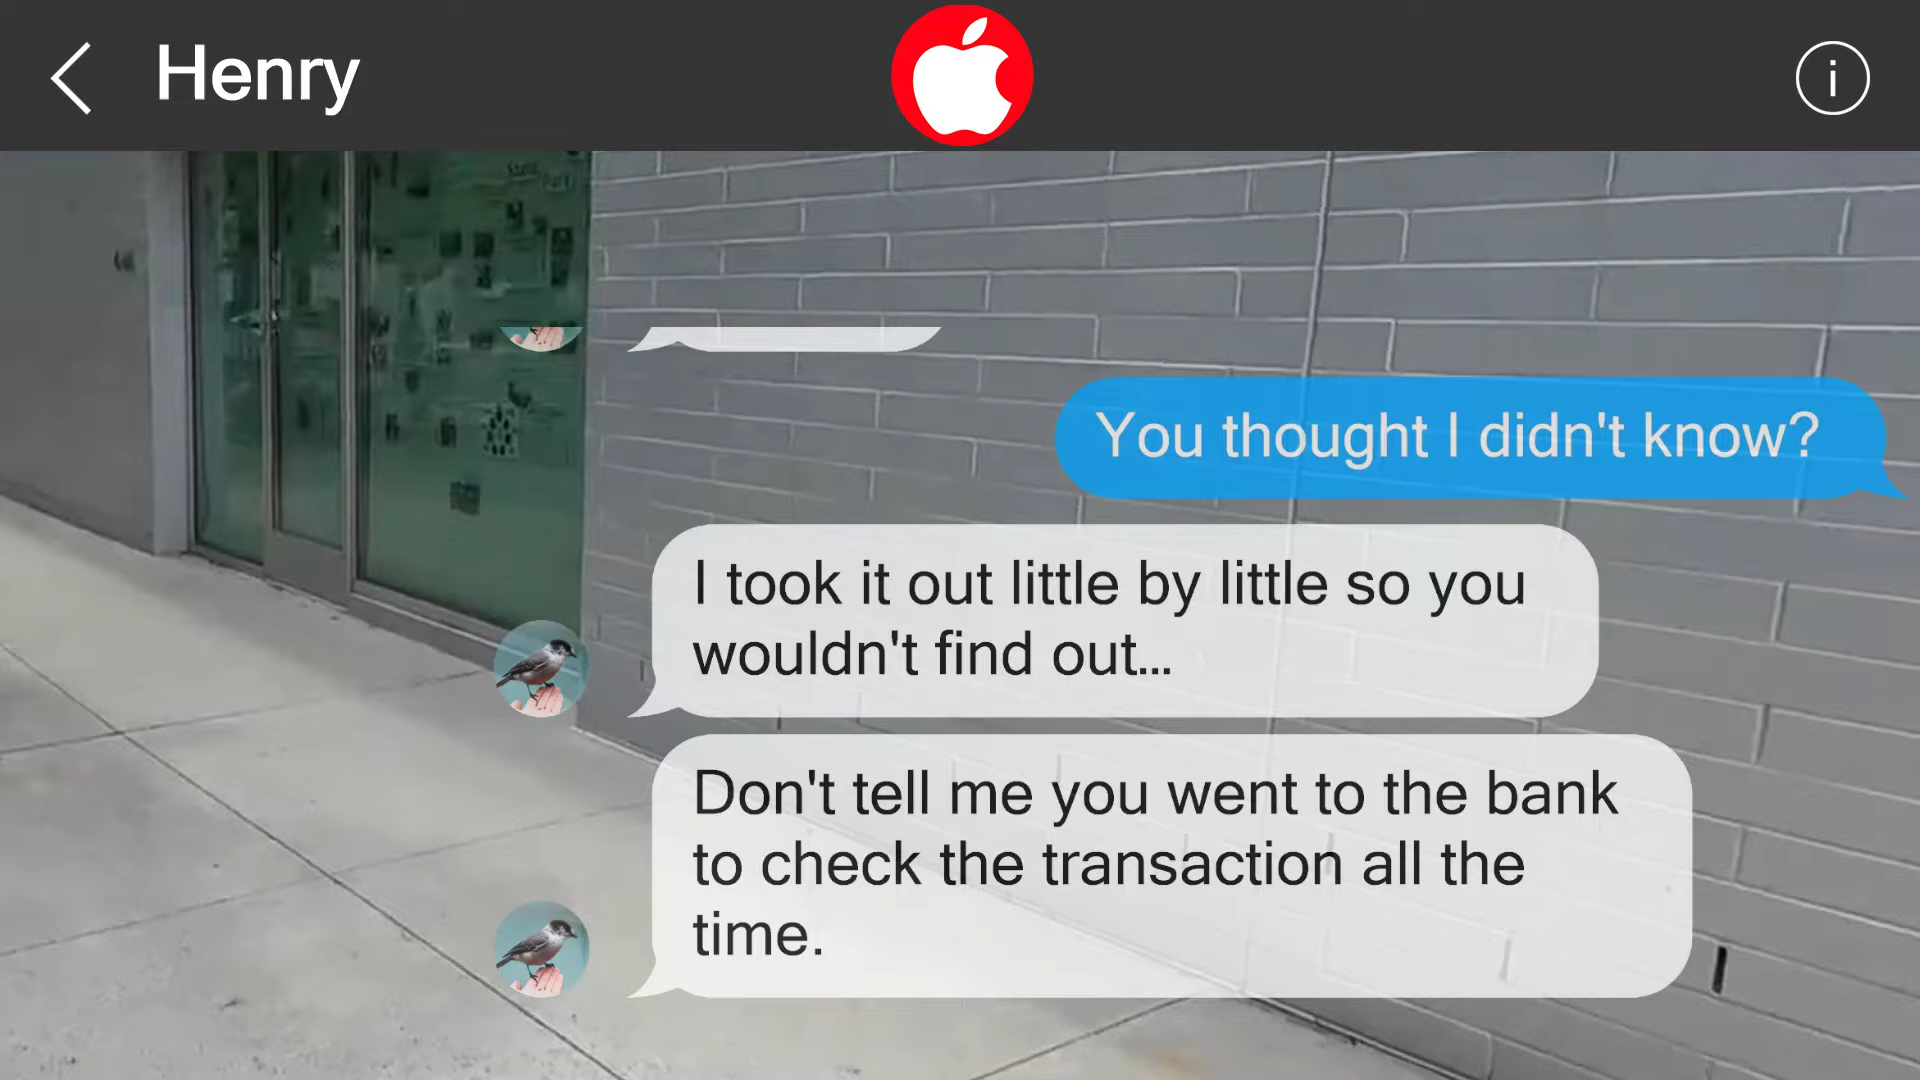 Henry
i
You thought I didn't know?
I took it out little by little so you
wouldn't find out...
Don't tell me you went to the bank
to check the transaction all the
time.